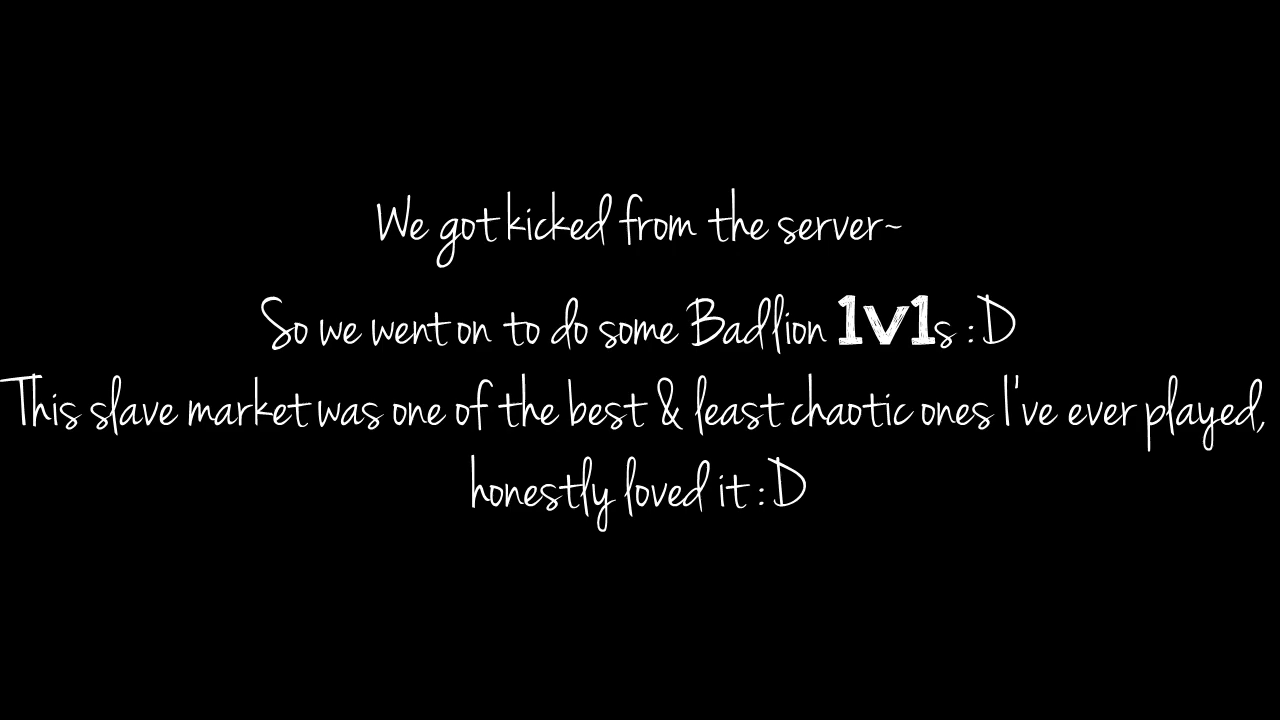 We got kicked from the server~
So we went on to do some Badlion 1v1s :D
This slave market was one of the best & least chaotic ones I've ever played,
honestly loved it :D